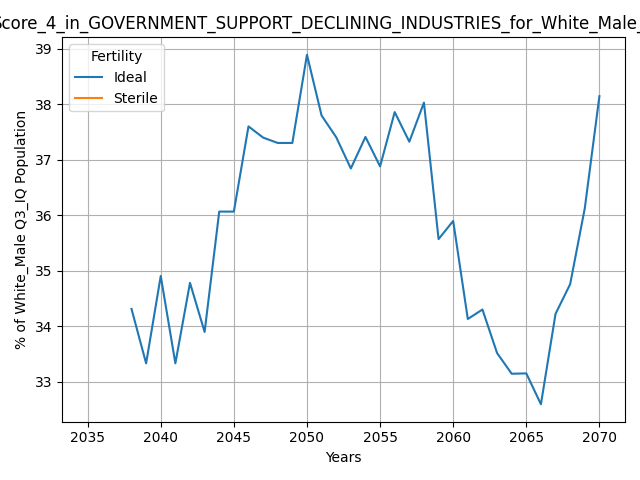 Score_4_in_GOVERNMENT_SUPPORT_DECLINING_INDUSTRIES_for_White_Male_
Fertility
Ideal
Sterile
% of White_Male Q3_IQ Population
39
38
37
36
35
34
33
2035 2040 2045 2050 2055 2060 2065 2070
Years